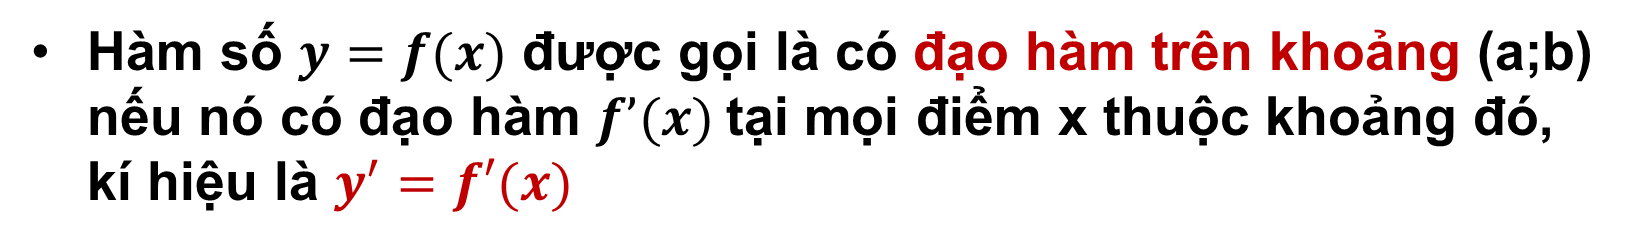 • Hàm số y = f(x) được gọi là có đạo hàm trên khoảng (a;b)
nếu nó có đạo hàm f’(x) tại mọi điểm x thuộc khoảng đó,
kí hiệu là y′ = f′(x)